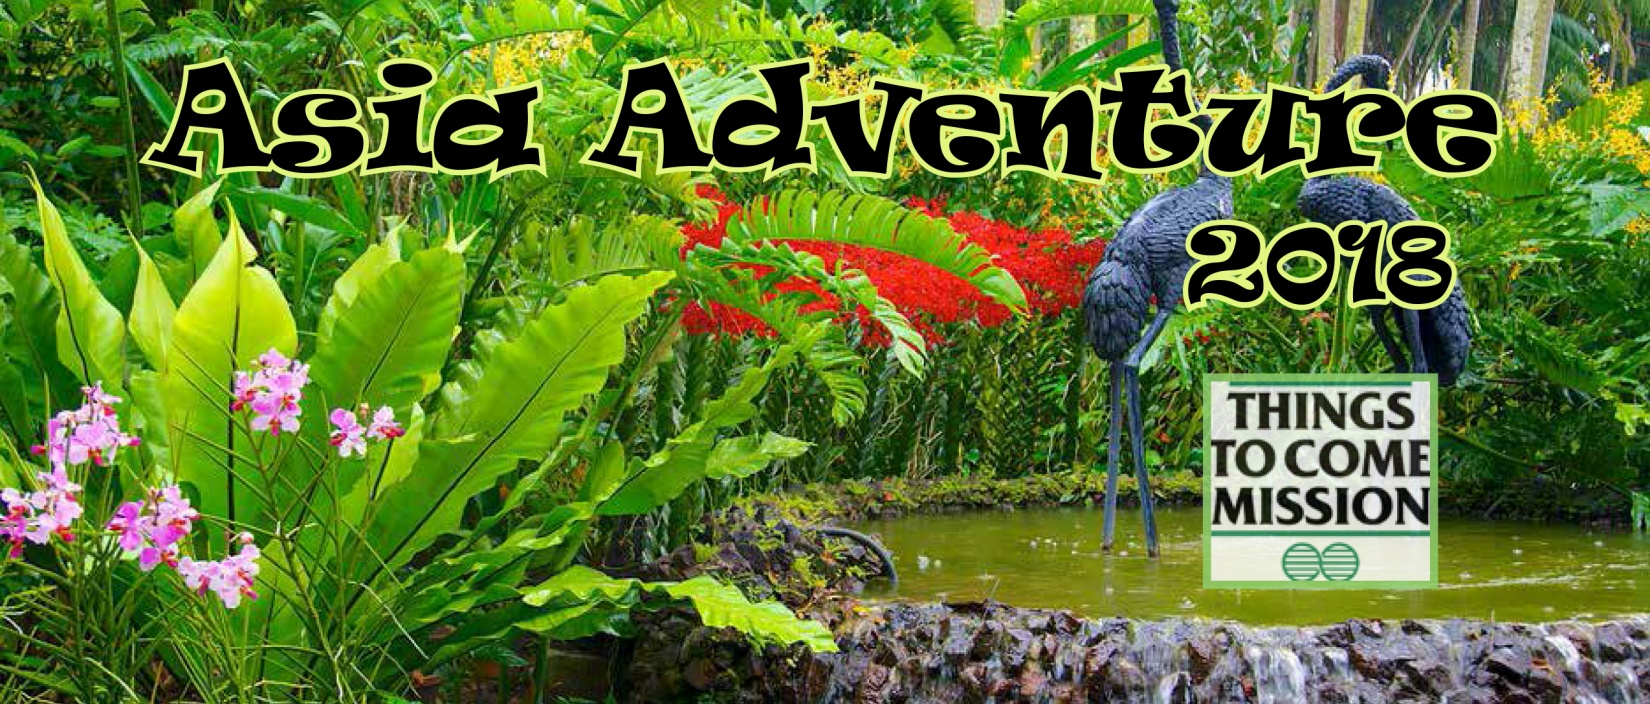 Asia Adventure
2018
THINGS
TO COME
MISSION